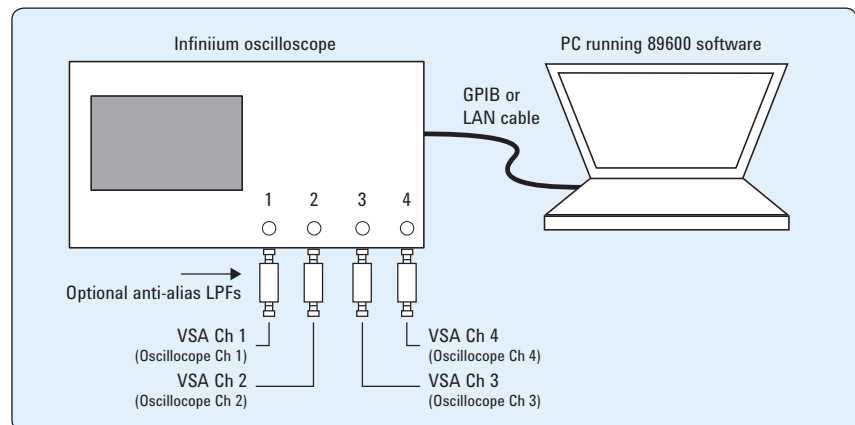 Infiniium oscilloscope
PC running 89600 software
GPIB or
LAN cable
1 2 3 4
Optional anti-alias LPFs
VSA Ch 1
(Oscillocope Ch 1)
VSA Ch 4
(Oscillocope Ch 4)
VSA Ch 2
(Oscillocope Ch 2)
VSA Ch 3
(Oscillocope Ch 3)